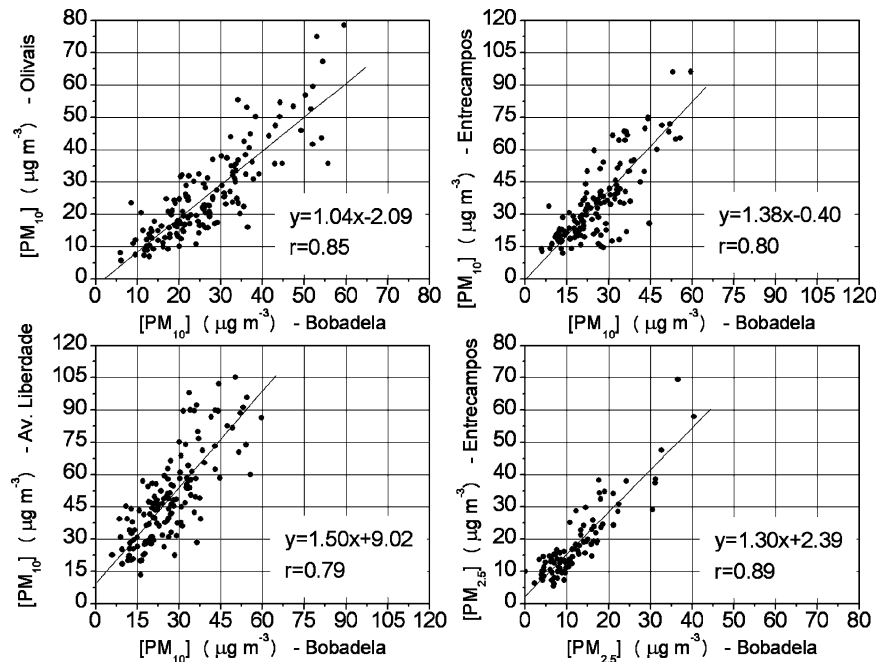 [PM10] ( µg m-3) - Olivais
80
70
60
50
40
30
20
10
0
y=1.04x-2.09
r=0.85
0 10 20 30 40 50 60 70 80
[PM10] ( µg m-3) - Bobadela
[PM10] ( µg m-3) - Entrecampos
120
105
90
75
60
45
30
15
0
y=1.38x-0.40
r=0.80
0 15 30 45 60 75 90 105 120
[PM10] ( µg m-3) - Bobadela
[PM10] ( µg m-3) - Av. Liberdade
120
105
90
75
60
45
30
15
0
y=1.50x+9.02
r=0.79
0 15 30 45 60 75 90 105 120
[PM10] ( µg m-3) - Bobadela
[PM2.5] ( µg m-3) - Entrecampos
80
70
60
50
40
30
20
10
0
y=1.30x+2.39
r=0.89
0 10 20 30 40 50 60 70 80
[PM2.5] ( µg m-3) - Bobadela